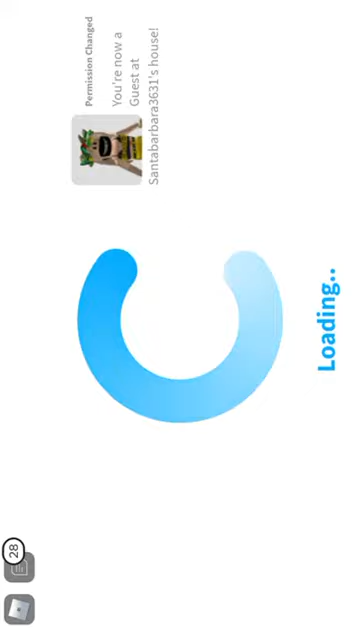 28
Permission Changed
You're now a
Guest at
Santabarbara3631's house!
Loading..